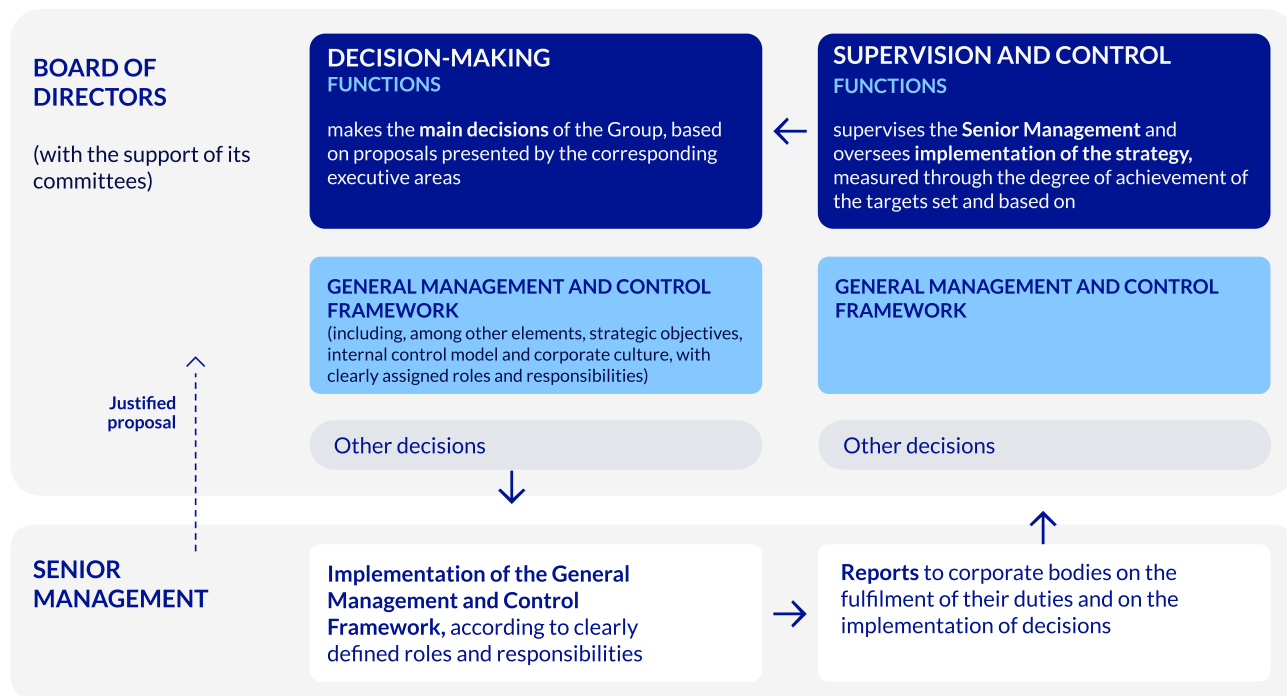 BOARD OF
DIRECTORS
(with the support of its
committees)
DECISION-MAKING
FUNCTIONS
makes the main decisions of the Group, based
on proposals presented by the corresponding
executive areas
SUPERVISION AND CONTROL
FUNCTIONS
supervises the Senior Management and
oversees implementation of the strategy,
measured through the degree of achievement of
the targets set and based on
GENERAL MANAGEMENT AND CONTROL
FRAMEWORK
(including, among other elements, strategic objectives,
internal control model and corporate culture, with
clearly assigned roles and responsibilities)
GENERAL MANAGEMENT AND CONTROL
FRAMEWORK
Justified
proposal
Other decisions
Other decisions
SENIOR
MANAGEMENT
Implementation of the General
Management and Control
Framework, according to clearly
defined roles and responsibilities
Reports to corporate bodies on the
fulfilment of their duties and on the
implementation of decisions